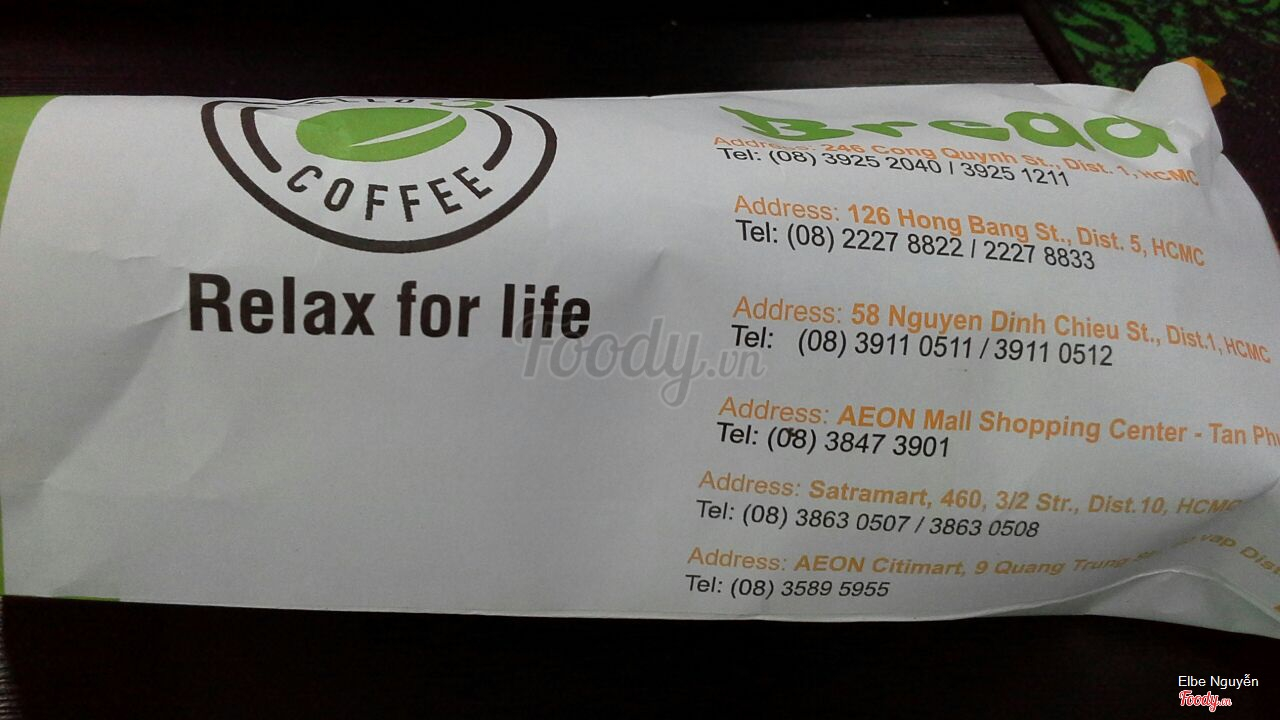 COFFEE
Relax for life
Bread
Address: 246 Cong Quynh St., Dist. 1, HCMC
Tel: (08) 3925 2040 / 3925 1211
Address: 126 Hong Bang St., Dist. 5, HCMC
Tel: (08) 2227 8822 / 2227 8833
Address: 58 Nguyen Dinh Chieu St., Dist.1, HCMC
Tel: (08) 3911 0511 / 3911 0512
Address: AEON Mall Shopping Center - Tan Phu
Tel: (08) 3847 3901
Address: Satramart, 460, 3/2 Str., Dist.10, HCMC
Tel: (08) 3863 0507 / 3863 0508
Address: AEON Citimart, 9 Quang Trung vap Dist
Tel: (08) 3589 5955
Foody.vn
Elbe Nguyễn
Foody.vn